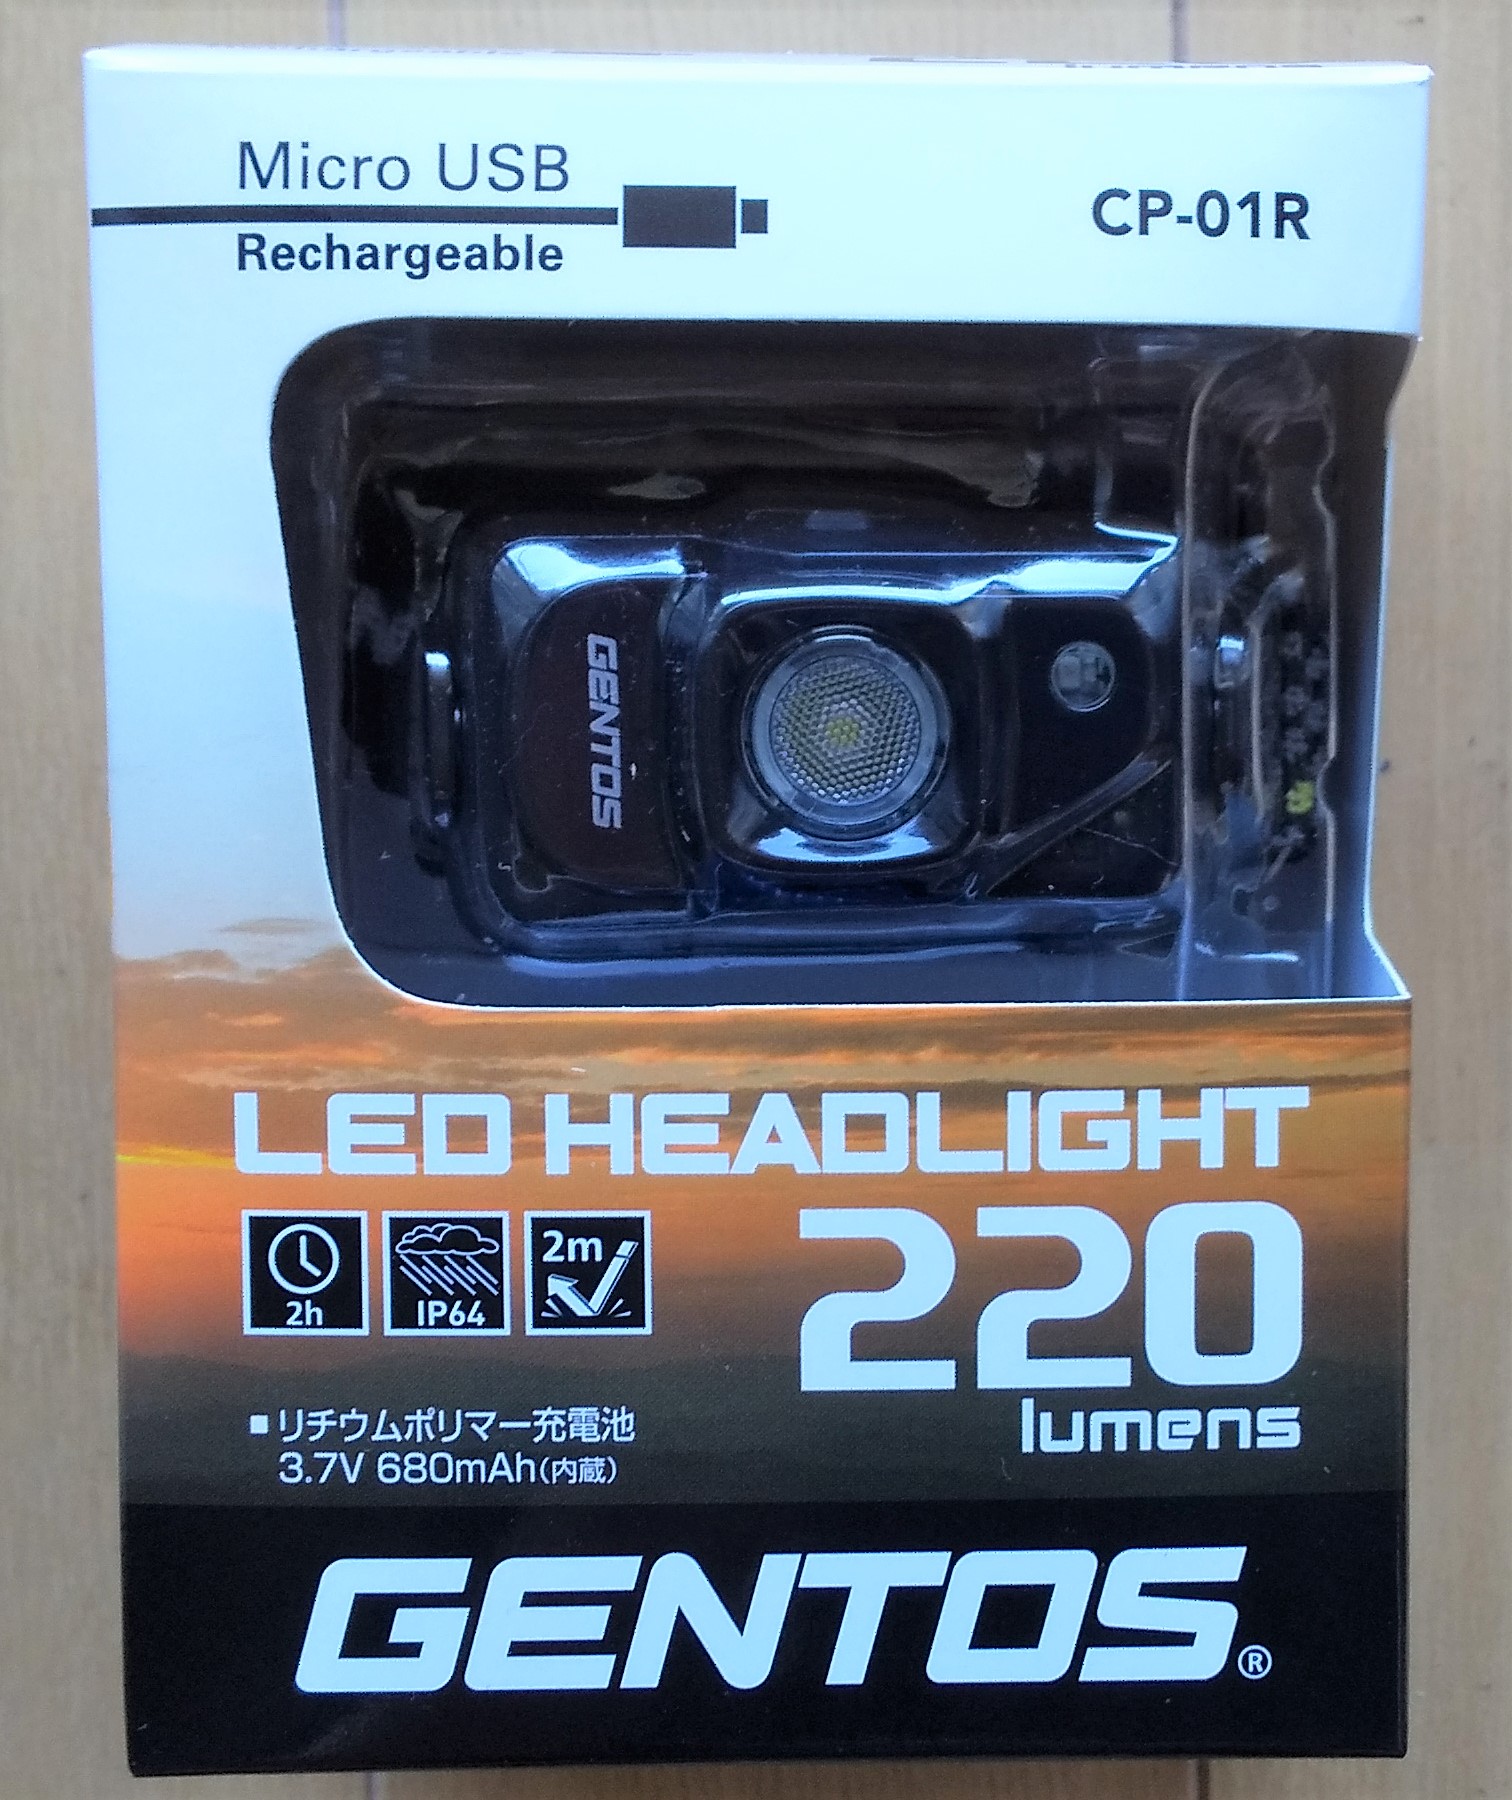 Micro USB
Rechargeable
CP-01R
GENTOS
LED HEADLIGHT
2h
IP64
2m
220
lumens
■リチウムポリマー充電池
3.7V 680mAh(内蔵)
GENTOS®